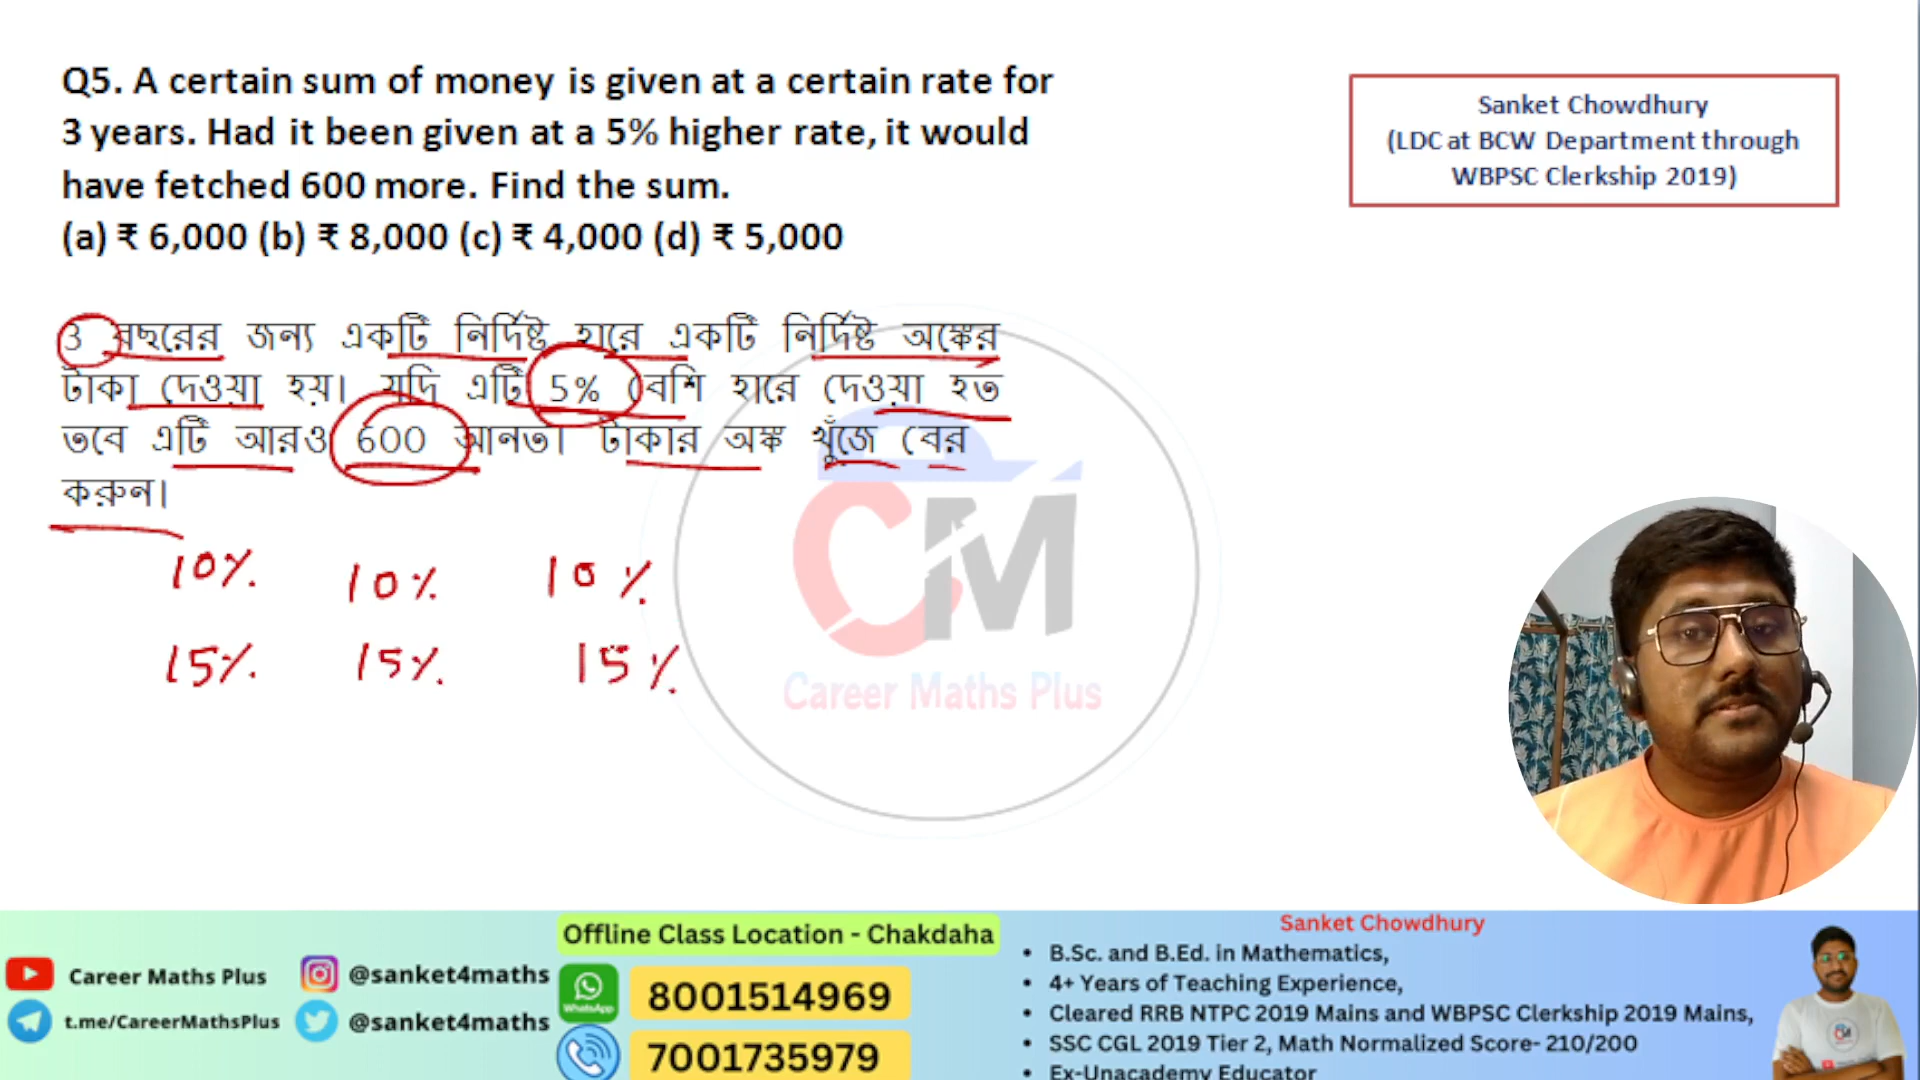 Q5. A certain sum of money is given at a certain rate for
3 years. Had it been given at a 5% higher rate, it would
have fetched 600 more. Find the sum.
(a) ₹ 6,000 (b) ₹ 8,000 (c) ₹ 4,000 (d) ₹ 5,000
Sanket Chowdhury
(LDC at BCW Department through
WBPSC Clerkship 2019)
3 বছরের জন্য একটি নির্দিষ্ট হারে একটি নির্দিষ্ট অঙ্কের
টাকা দেওয়া হয়। যদি এটি 5% বেশি হারে দেওয়া হত
তবে এটি আরও 600 আনত। টাকার অঙ্ক খুঁজে বের
করুন।
10% 10% 10%
15% 15% 15%
CM
Career Maths Plus
Career Maths Plus
@sanket4maths
t.me/CareerMathsPlus
@sanket4maths
Offline Class Location - Chakdaha
WhatsApp
8001514969
7001735979
Sanket Chowdhury
• B.Sc. and B.Ed. in Mathematics,
• 4+ Years of Teaching Experience,
• Cleared RRB NTPC 2019 Mains and WBPSC Clerkship 2019 Mains,
• SSC CGL 2019 Tier 2, Math Normalized Score- 210/200
• Ex-Unacademy Educator